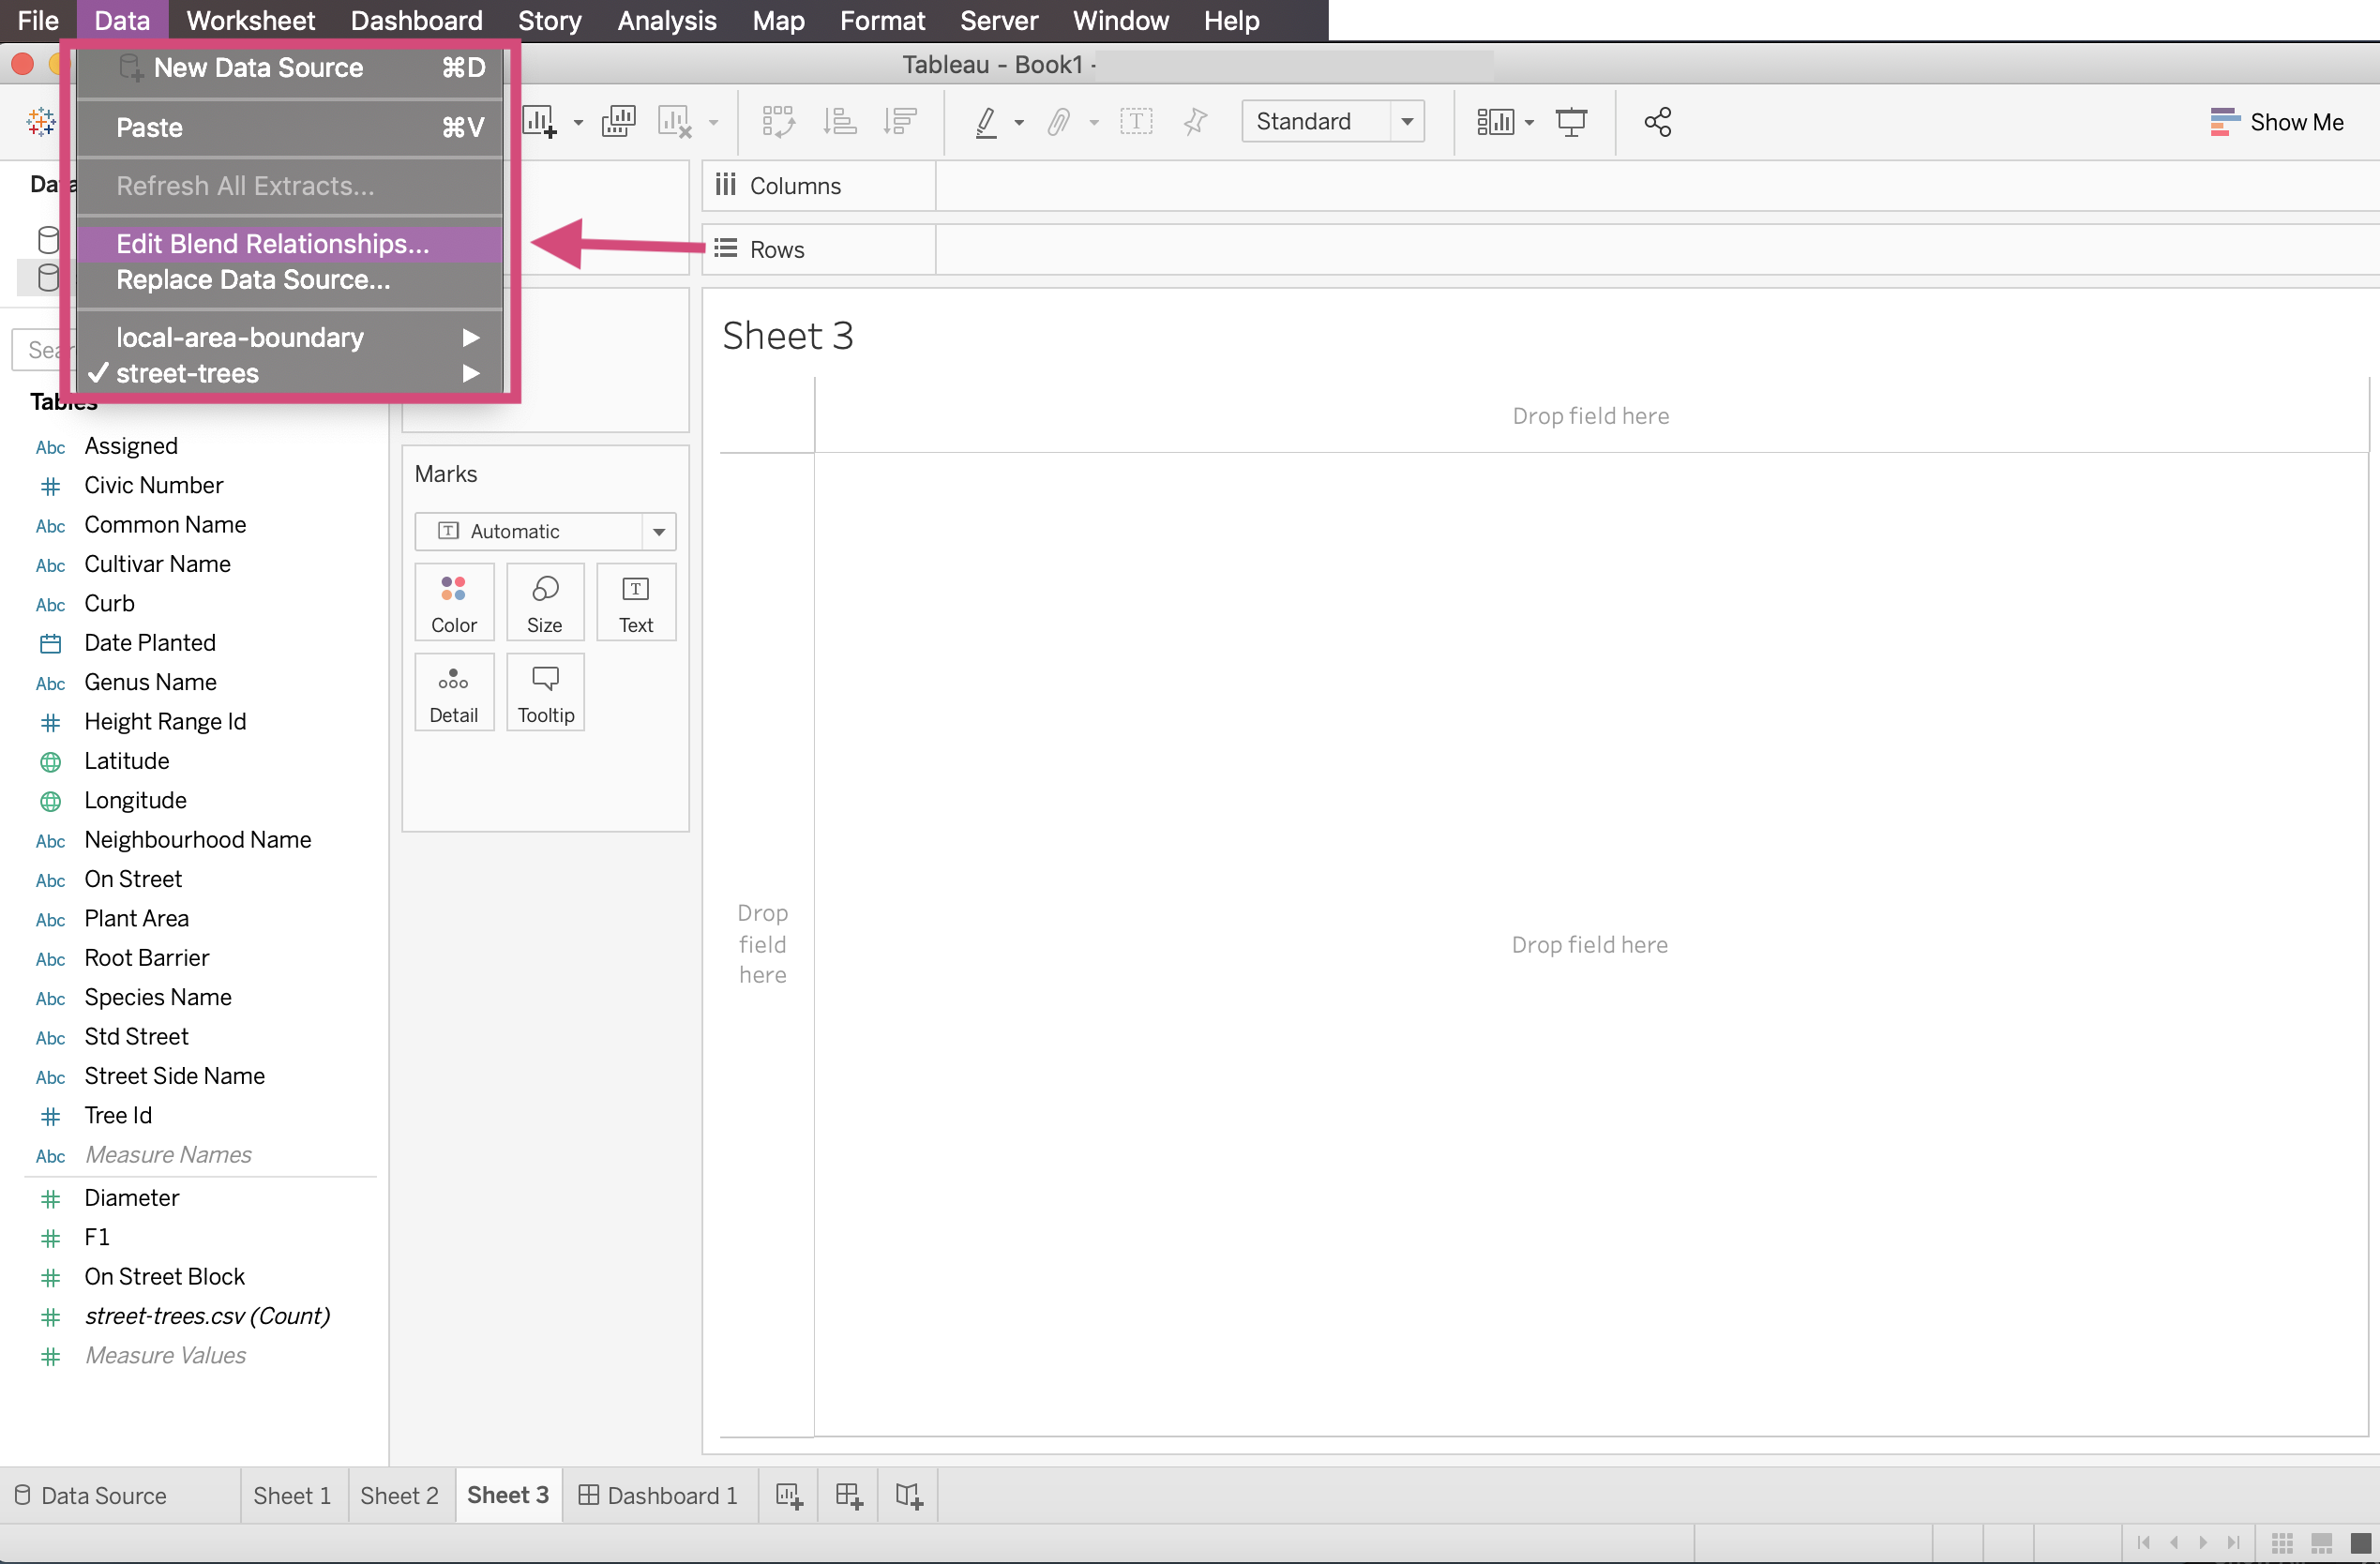 File Data Worksheet Dashboard Story Analysis Map Format Server Window Help
Tableau - Book1 -
New Data Source ⌘D
Paste ⌘V
Refresh All Extracts...
Edit Blend Relationships...
Replace Data Source...
local-area-boundary
✓ street-trees
Standard
Show Me
Columns
Rows
Tables
Abc Assigned
# Civic Number
Abc Common Name
Abc Cultivar Name
Abc Curb
Date Planted
Abc Genus Name
# Height Range Id
Latitude
Longitude
Abc Neighbourhood Name
Abc On Street
Abc Plant Area
Abc Root Barrier
Abc Species Name
Abc Std Street
Abc Street Side Name
# Tree Id
Abc Measure Names
# Diameter
# F1
# On Street Block
# street-trees.csv (Count)
# Measure Values
Marks
T Automatic
Color Size T Text
Detail Tooltip
Sheet 3
Drop field here
Drop
field
here
Drop field here
Data Source Sheet 1 Sheet 2 Sheet 3 Dashboard 1